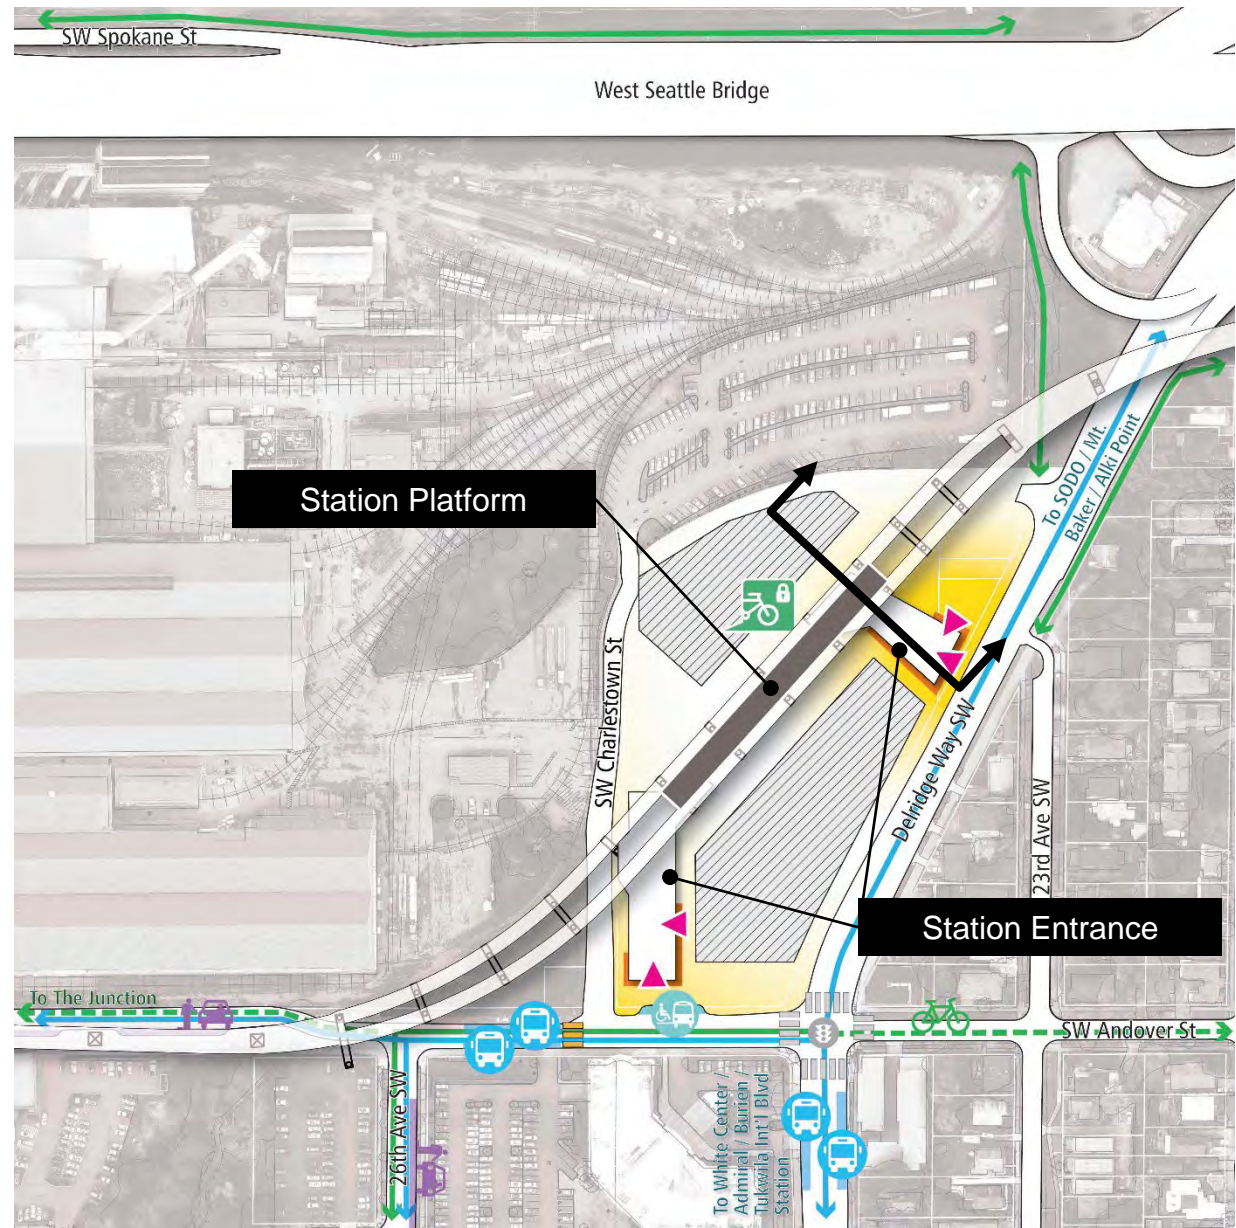 SW Spokane St
West Seattle Bridge
To SODO / Mt.
Baker / Alki Point
Station Platform
SW Charlestown St
Delridge Way SW
23rd Ave SW
Station Entrance
To The Junction
SW Andover St
26th Ave SW
To White Center /
Admiral / Burien /
Tukwila Int'l Blvd
Station